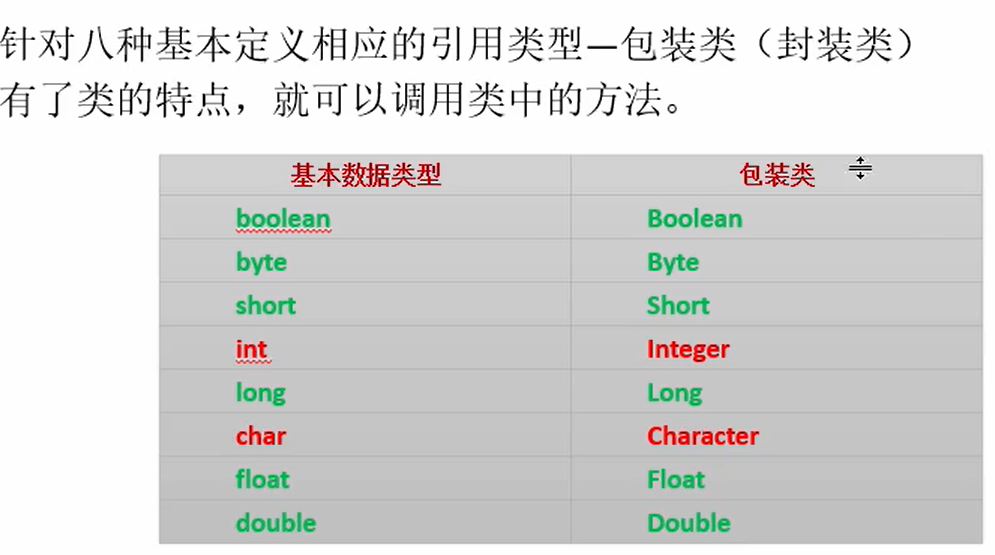 针对八种基本定义相应的引用类型—包装类（封装类）
有了类的特点，就可以调用类中的方法。
基本数据类型 包装类
boolean Boolean
byte Byte
short Short
int Integer
long Long
char Character
float Float
double Double